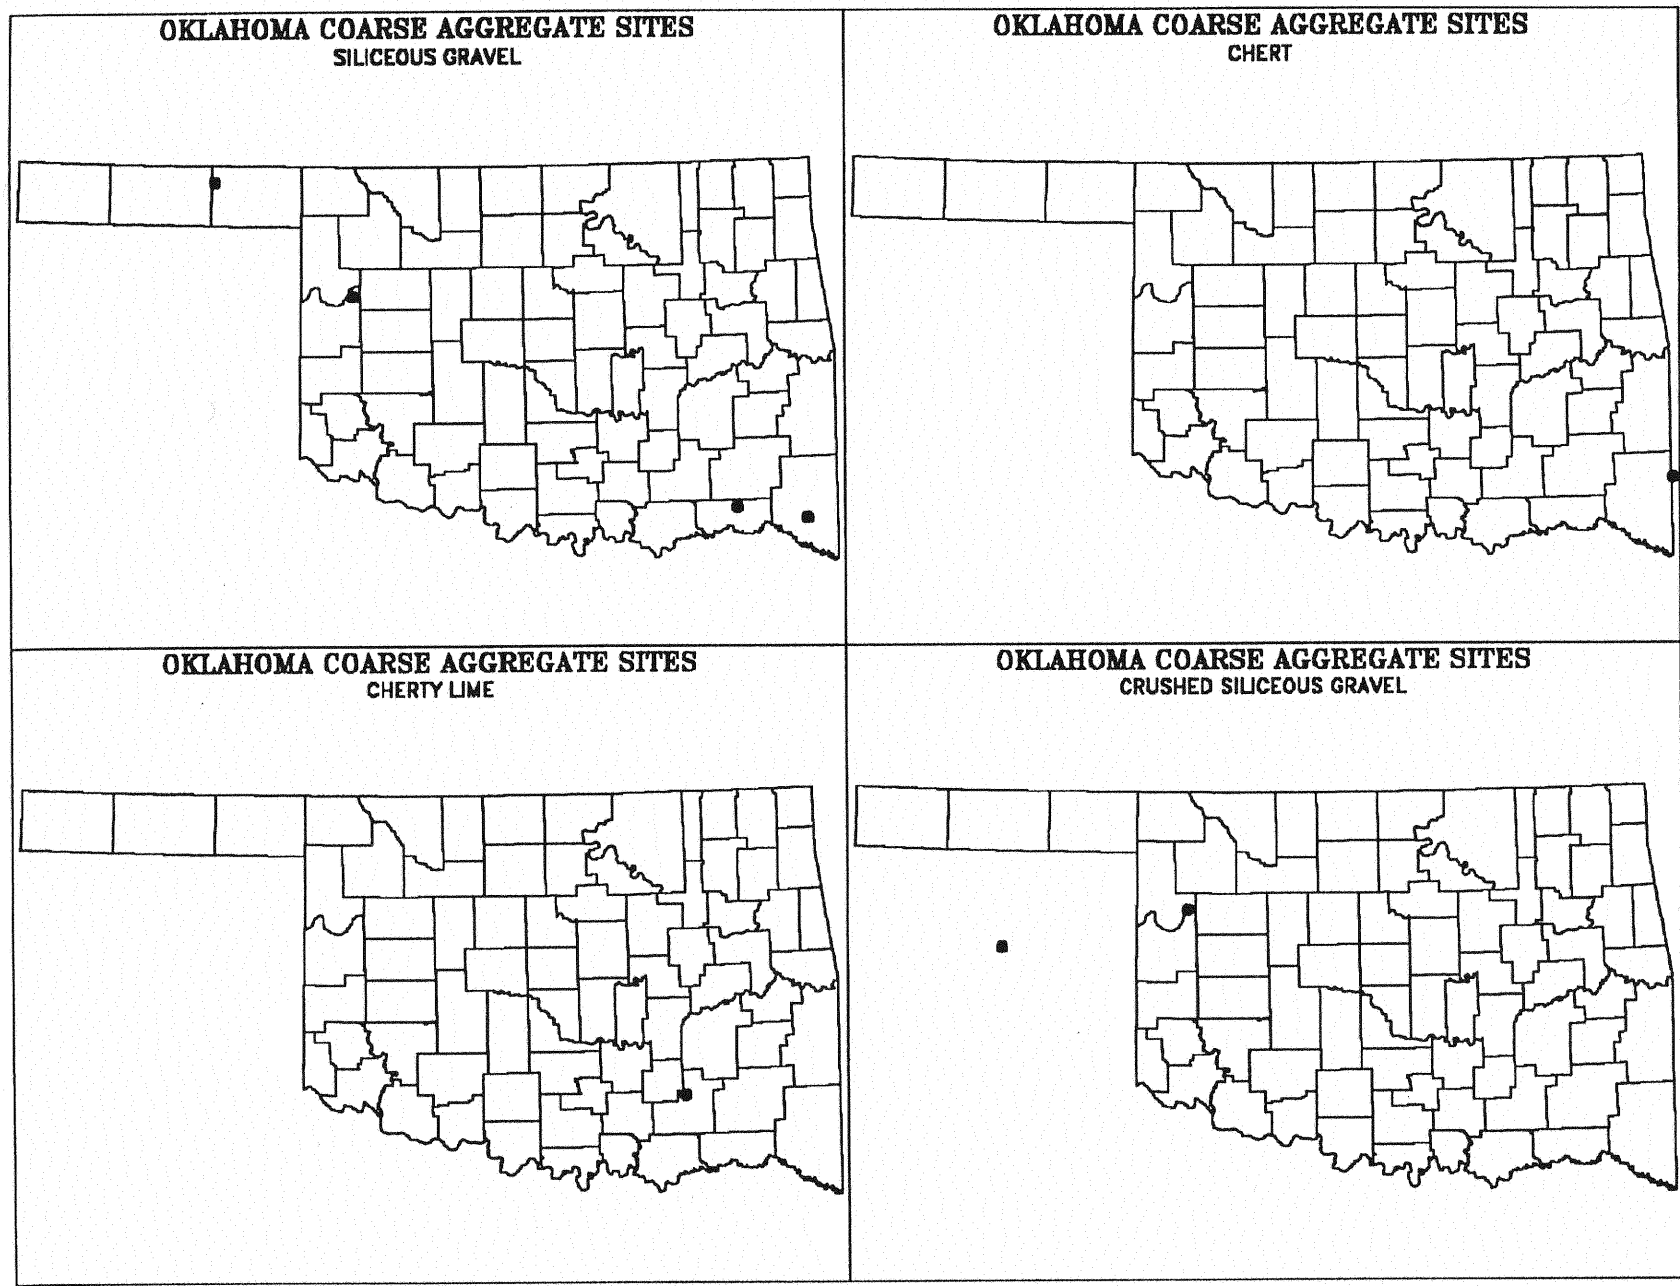 OKLAHOMA COARSE AGGREGATE SITES
SILICEOUS GRAVEL
OKLAHOMA COARSE AGGREGATE SITES
CHERT
OKLAHOMA COARSE AGGREGATE SITES
CHERTY LIME
OKLAHOMA COARSE AGGREGATE SITES
CRUSHED SILICEOUS GRAVEL